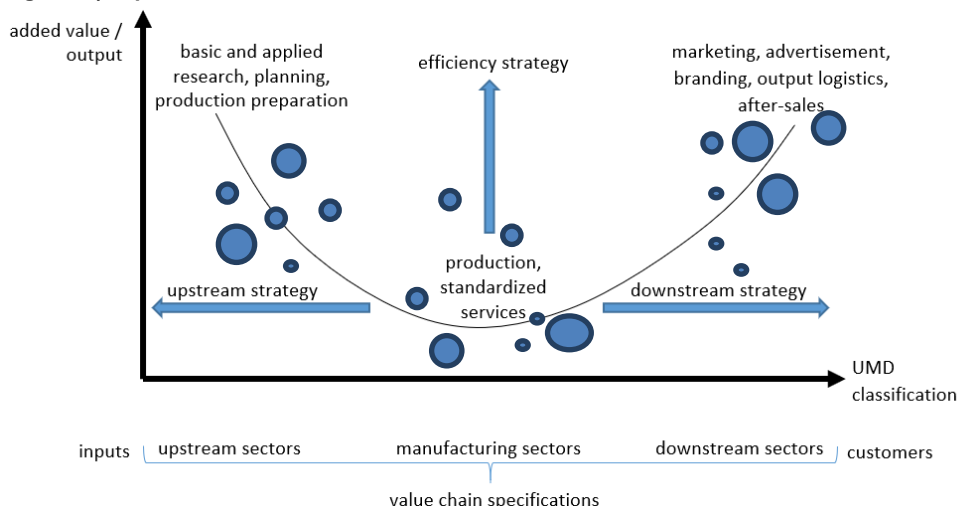 added value /
output
basic and applied
research, planning,
production preparation
efficiency strategy
marketing, advertisement,
branding, output logistics,
after-sales
production,
standardized
services
upstream strategy
downstream strategy
UMD
classification
inputs
upstream sectors
manufacturing sectors
downstream sectors
customers
value chain specifications